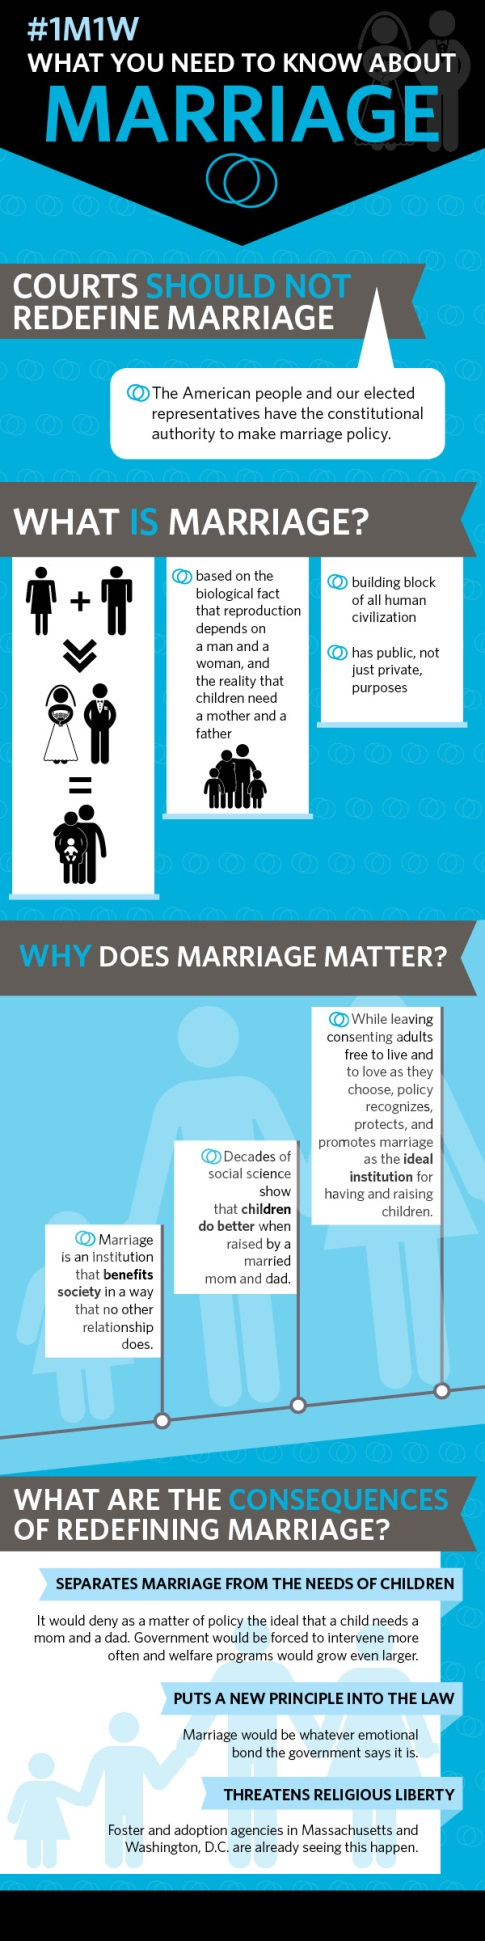 #1M1W
WHAT YOU NEED TO KNOW ABOUT
MARRIAGE
COURTS SHOULD NOT
REDEFINE MARRIAGE
The American people and our elected
representatives have the constitutional
authority to make marriage policy.
WHAT IS MARRIAGE?
+
=
based on the
biological fact
that reproduction
depends on
a man and a
woman, and
the reality that
children need
a mother and a
father
building block
of all human
civilization
has public, not
just private,
purposes
WHY DOES MARRIAGE MATTER?
Marriage
is an institution
that benefits
society in a way
that no other
relationship
does.
Decades of
social science
show
that children
do better when
raised by a
married
mom and dad.
While leaving
consenting adults
free to live and
to love as they
choose, policy
recognizes,
protects, and
promotes marriage
as the ideal
institution for
having and raising
children.
WHAT ARE THE CONSEQUENCES
OF REDEFINING MARRIAGE?
SEPARATES MARRIAGE FROM THE NEEDS OF CHILDREN
It would deny as a matter of policy the ideal that a child needs a
mom and a dad. Government would be forced to intervene more
often and welfare programs would grow even larger.
PUTS A NEW PRINCIPLE INTO THE LAW
Marriage would be whatever emotional
bond the government says it is.
THREATENS RELIGIOUS LIBERTY
Foster and adoption agencies in Massachusetts and
Washington, D.C. are already seeing this happen.